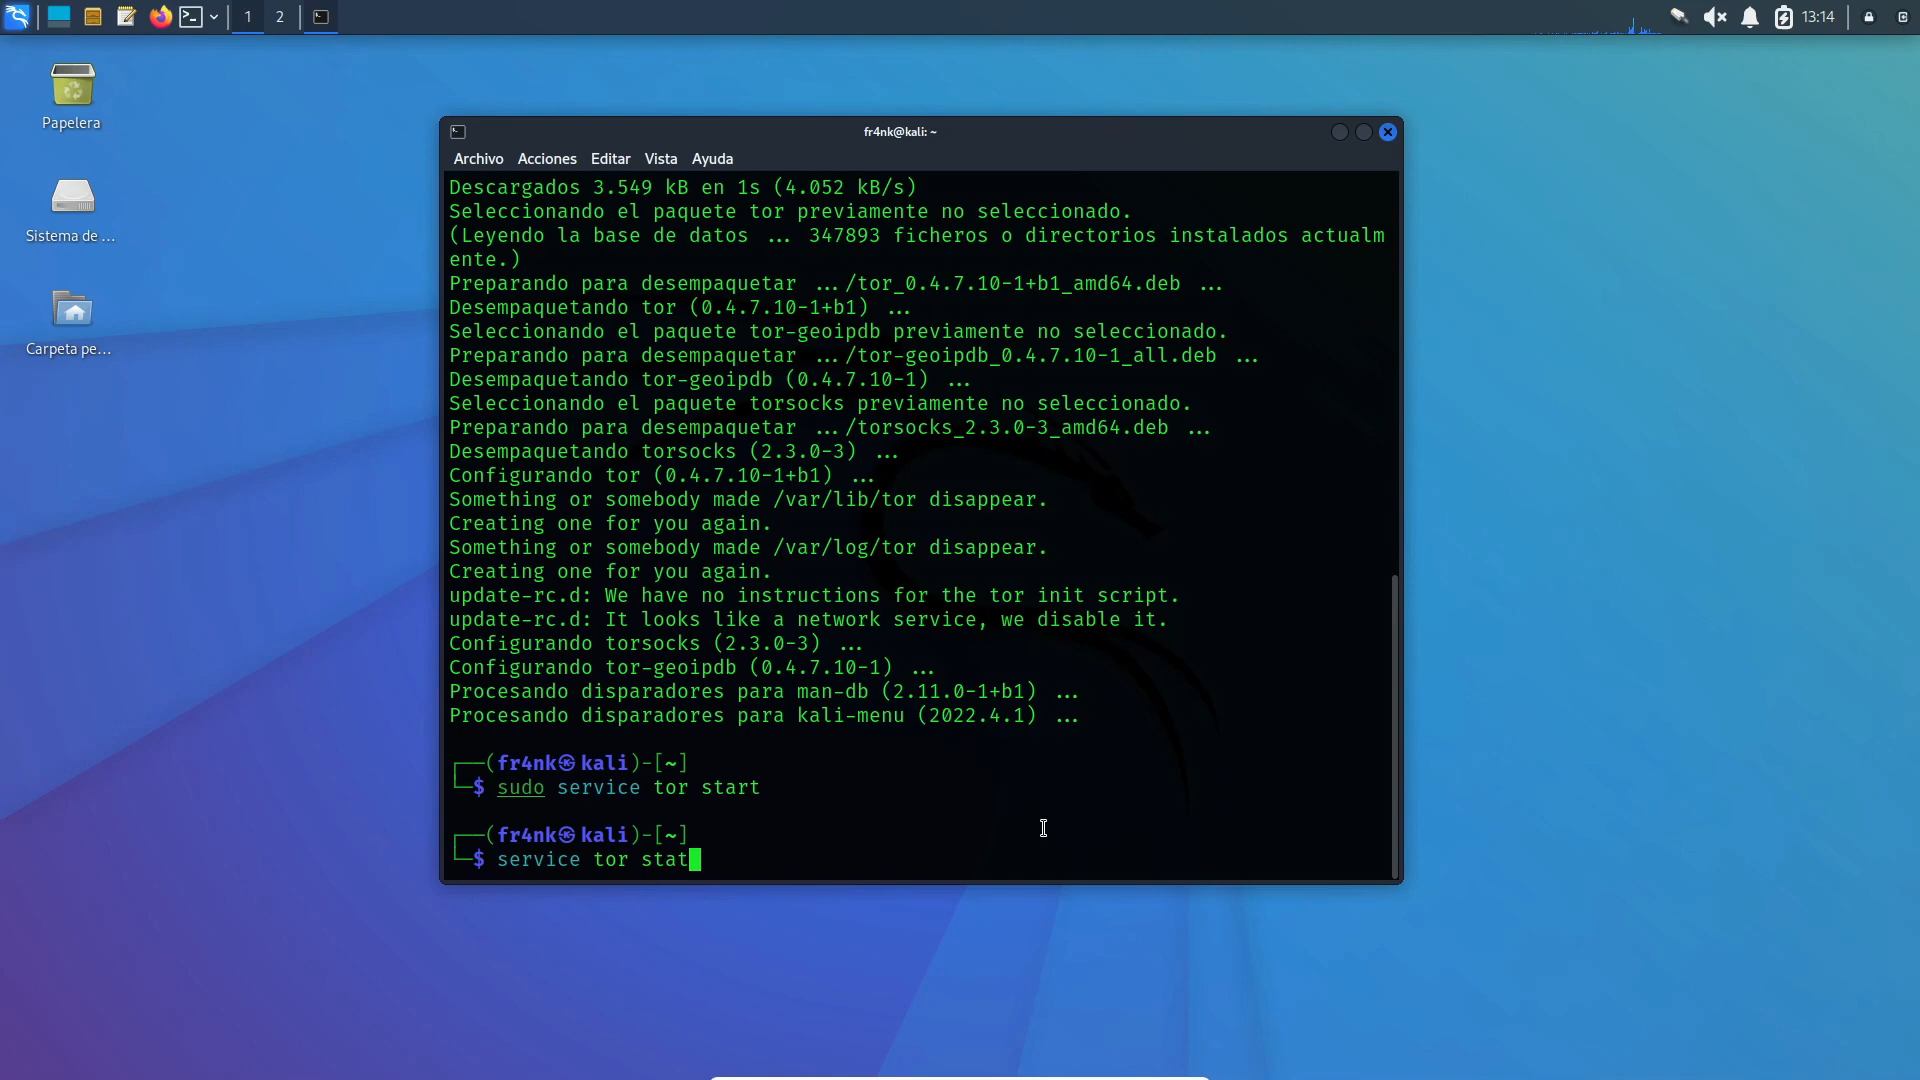 1 2 13:14
Papelera
Sistema de ...
Carpeta pe...
fr4nk@kali: ~
Archivo Acciones Editar Vista Ayuda
Descargados 3.549 kB en 1s (4.052 kB/s)
Seleccionando el paquete tor previamente no seleccionado.
(Leyendo la base de datos ... 347893 ficheros o directorios instalados actualm
ente.)
Preparando para desempaquetar .../tor_0.4.7.10-1+b1_amd64.deb ...
Desempaquetando tor (0.4.7.10-1+b1) ...
Seleccionando el paquete tor-geoipdb previamente no seleccionado.
Preparando para desempaquetar .../tor-geoipdb_0.4.7.10-1_all.deb ...
Desempaquetando tor-geoipdb (0.4.7.10-1) ...
Seleccionando el paquete torsocks previamente no seleccionado.
Preparando para desempaquetar .../torsocks_2.3.0-3_amd64.deb ...
Desempaquetando torsocks (2.3.0-3) ...
Configurando tor (0.4.7.10-1+b1) ...
Something or somebody made /var/lib/tor disappear.
Creating one for you again.
Something or somebody made /var/log/tor disappear.
Creating one for you again.
update-rc.d: We have no instructions for the tor init script.
update-rc.d: It looks like a network service, we disable it.
Configurando torsocks (2.3.0-3) ...
Configurando tor-geoipdb (0.4.7.10-1) ...
Procesando disparadores para man-db (2.11.0-1+b1) ...
Procesando disparadores para kali-menu (2022.4.1) ...
┌──(fr4nk㉿kali)-[~]
└─$ sudo service tor start
┌──(fr4nk㉿kali)-[~]
└─$ service tor stat